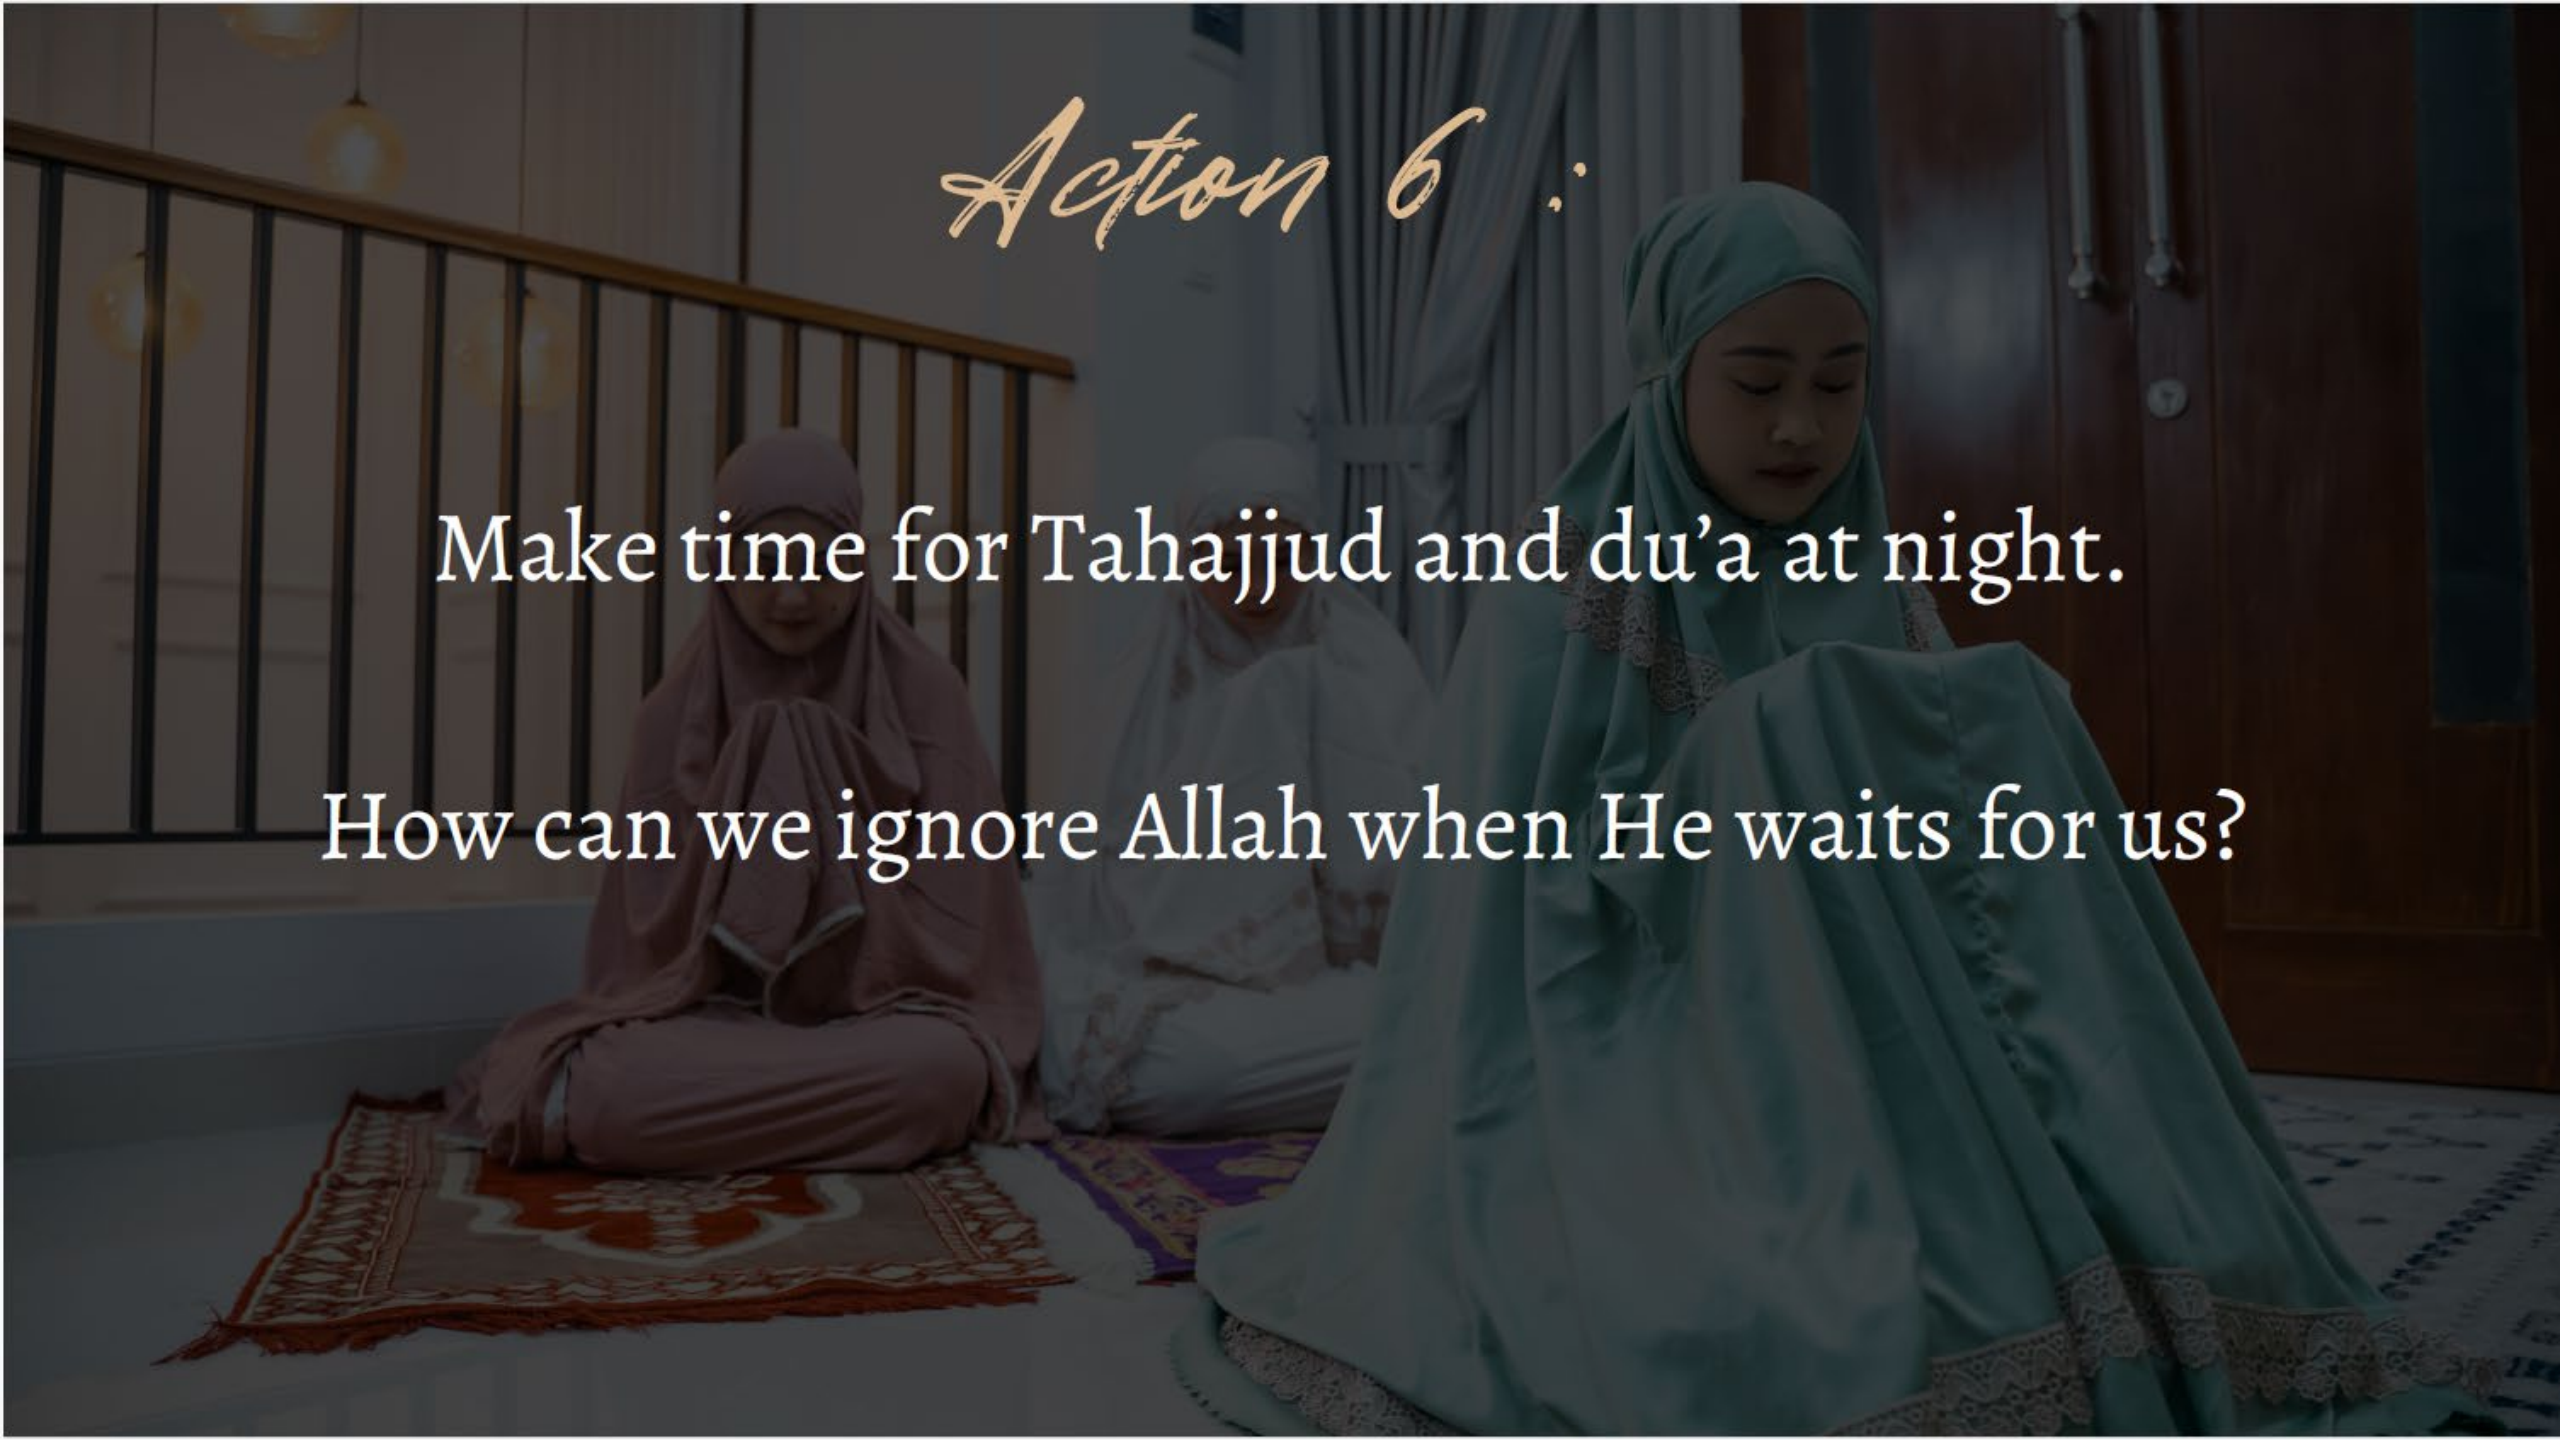 Action 6 :
Make time for Tahajjud and du’a at night.
How can we ignore Allah when He waits for us?